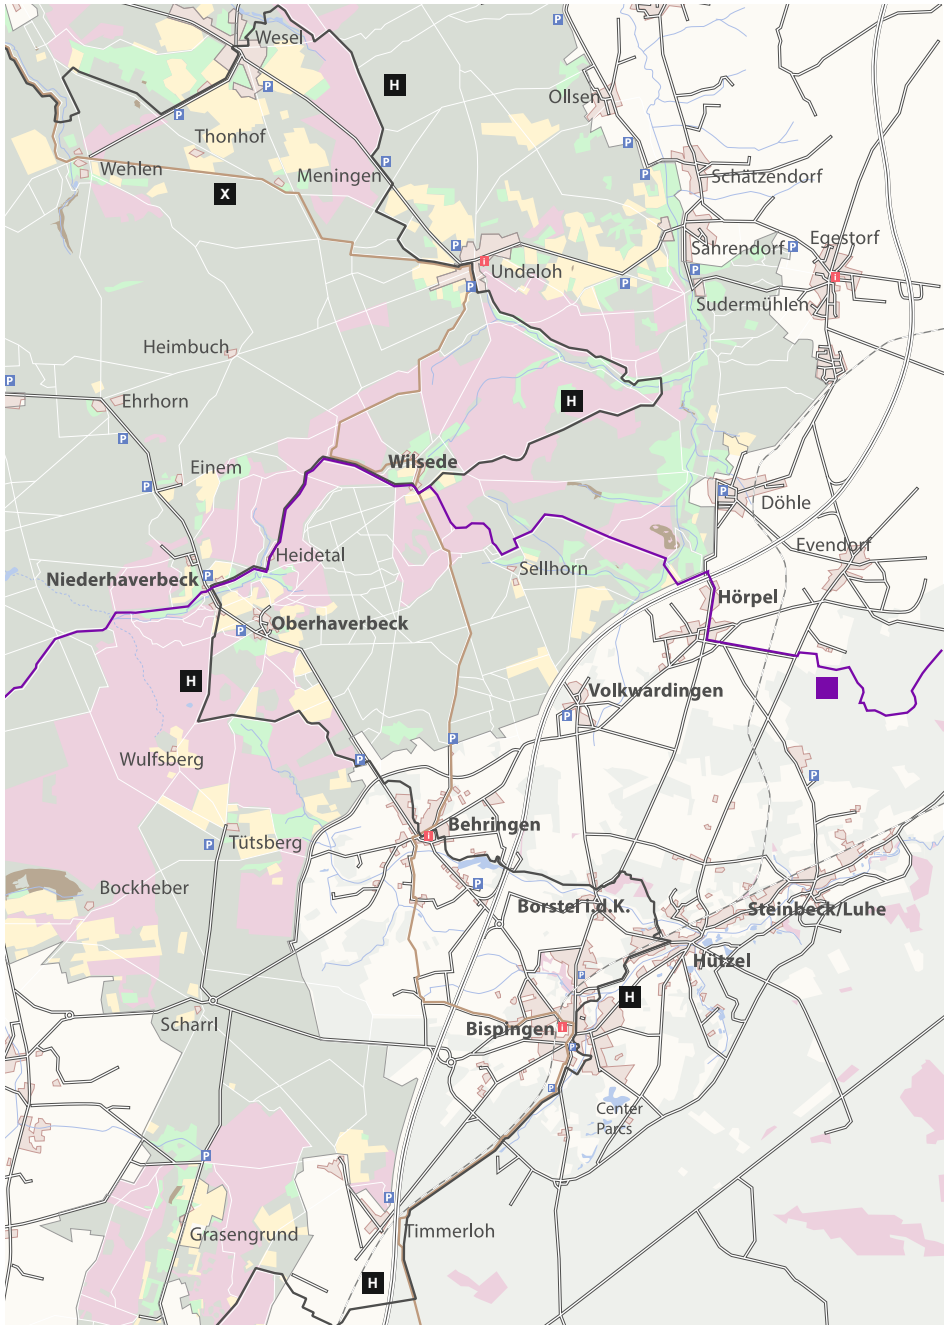 Wesel
P
P
H
Ollsen
P
Thonhof
P
P
Wehlen
Meningen
P
X
Schätzendorf
P
Sahrendorf
Egestorf
P
P
i
Undeloh
P
P
i
P
Sudermühlen
Heimbuch
P
Ehrhorn
H
P
Einem
Wilsede
P
P
Döhle
Evendorf
Heidetal
Sellhorn
Niederhaverbeck
P
Hörpel
Oberhaverbeck
P
H
Volkwardingen
P
P
Wulfsberg
P
P
Behringen
i
Tütsberg
P
Bockheber
P
Borstel i.d.K.
Steinbeck/Luhe
Hützel
P
H
Scharrl
Bispingen
i
P
P
Center
Parcs
P
P
Grasengrund
Timmerloh
H